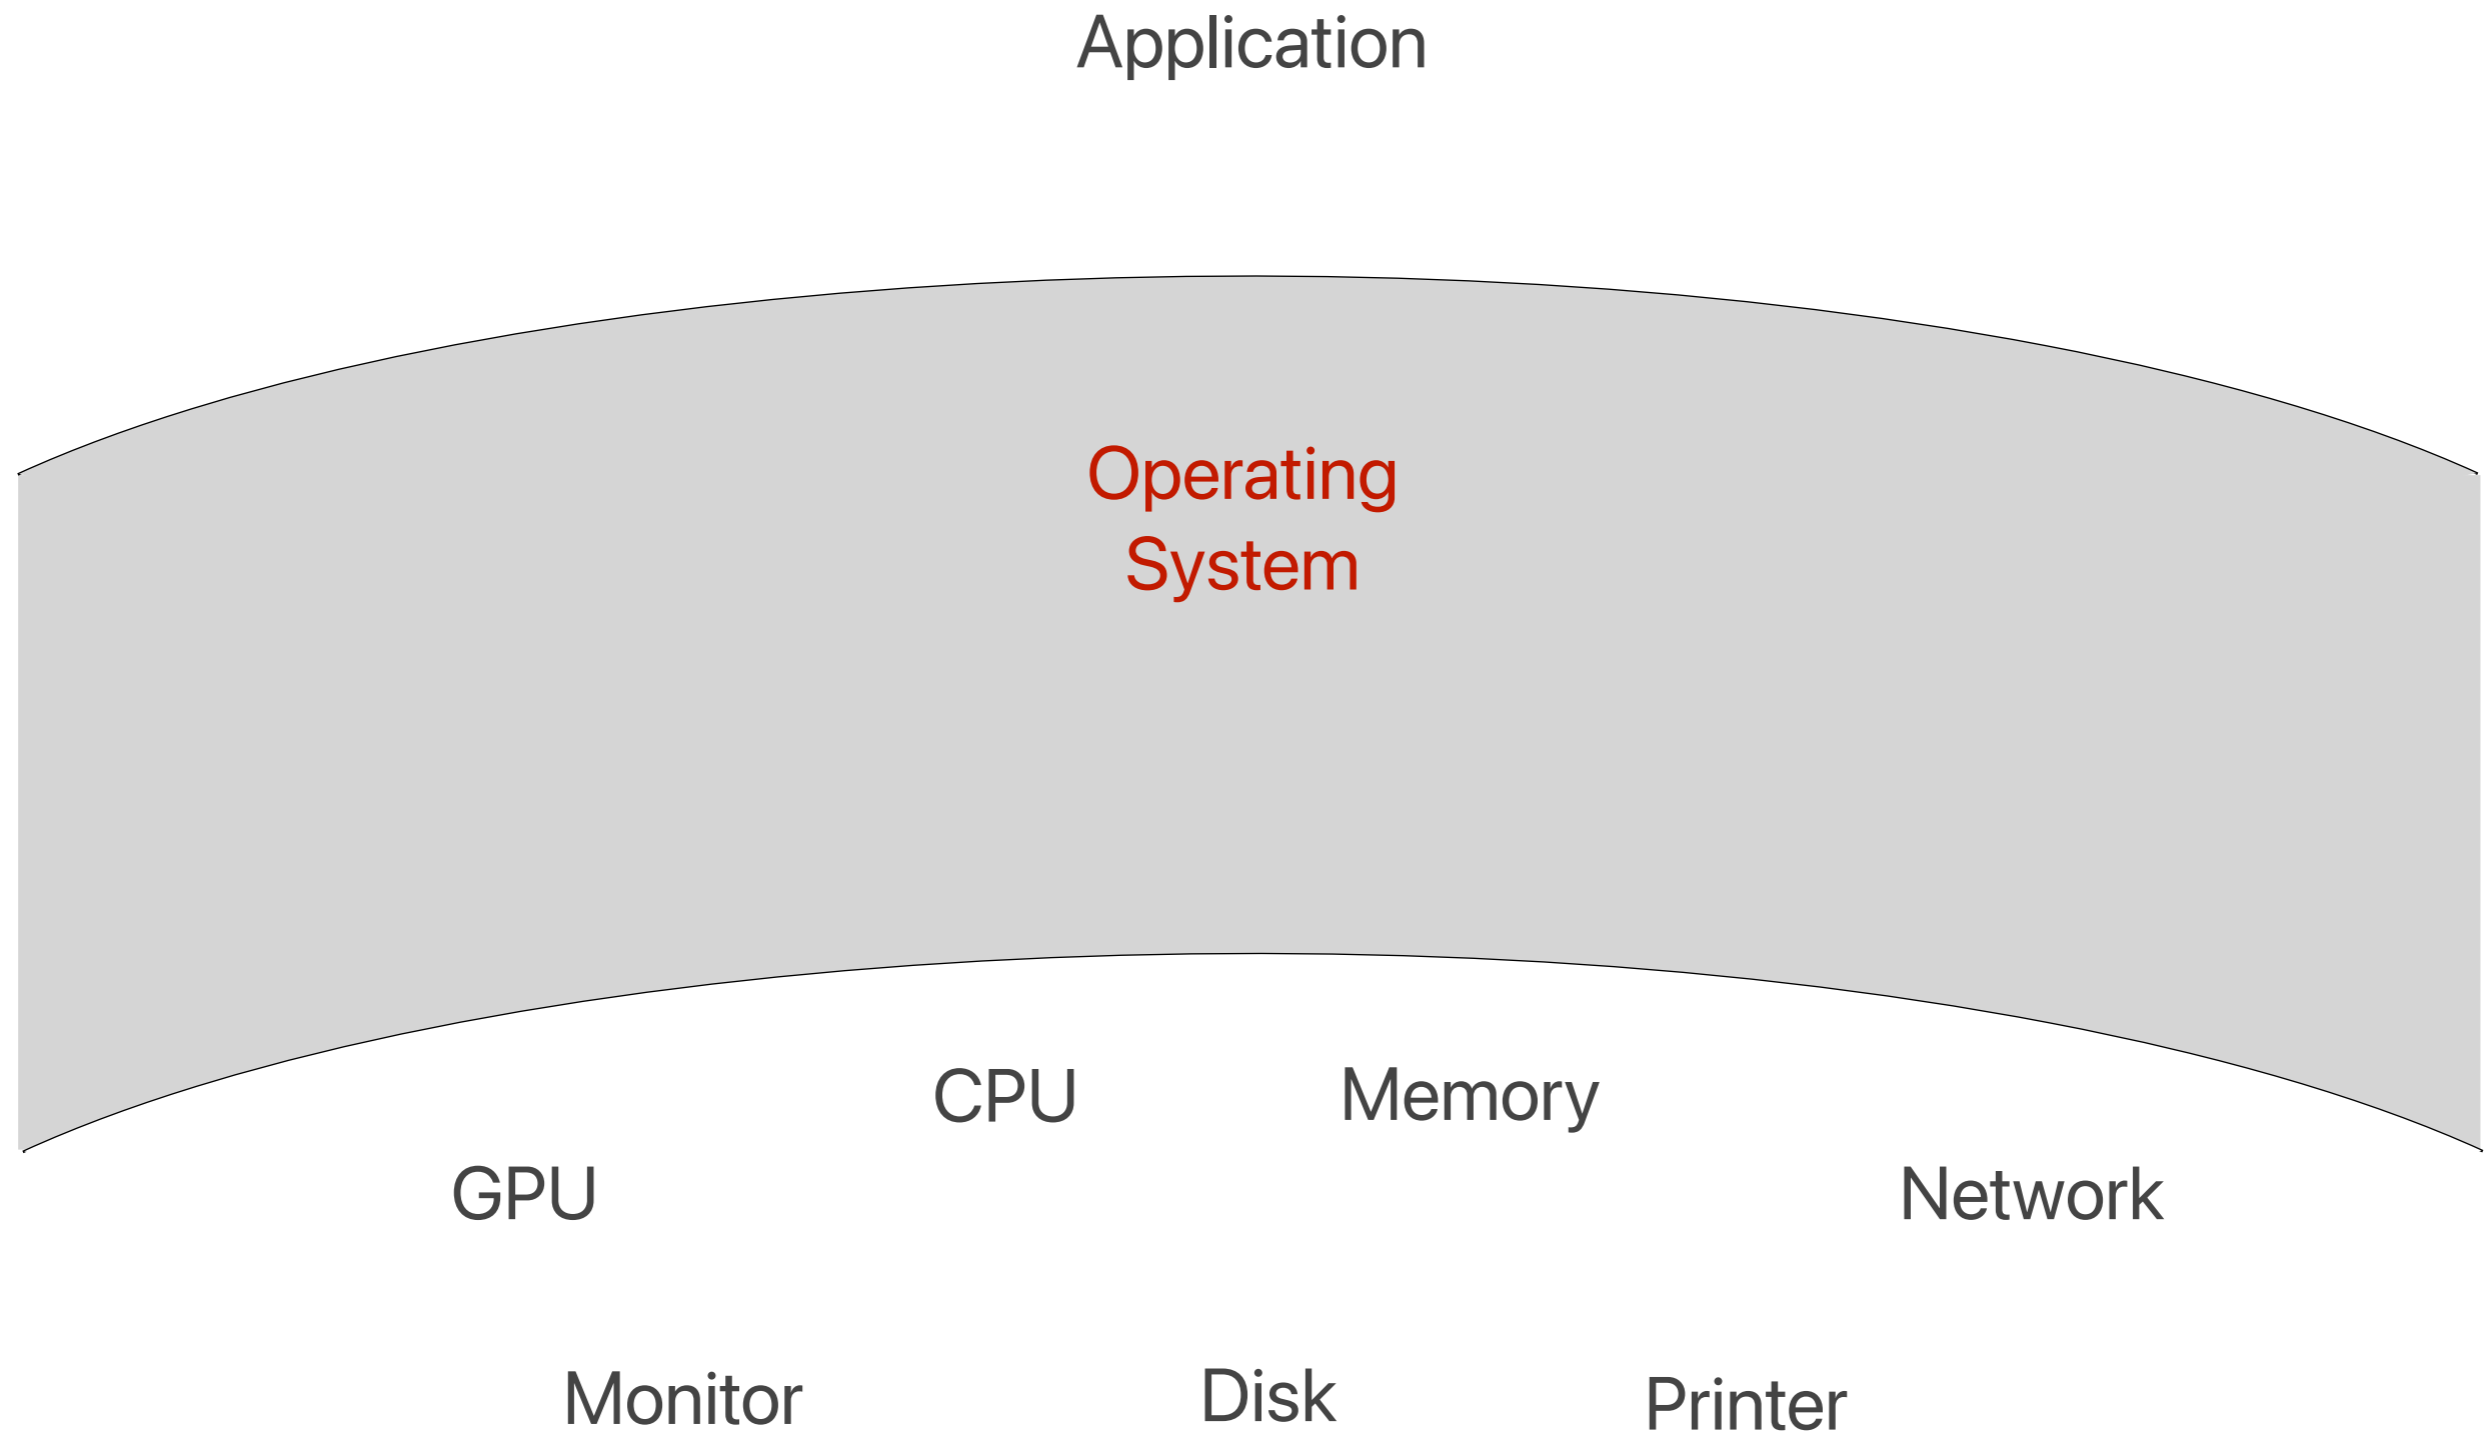 Application
Operating
System
CPU
Memory
GPU
Network
Monitor
Disk
Printer